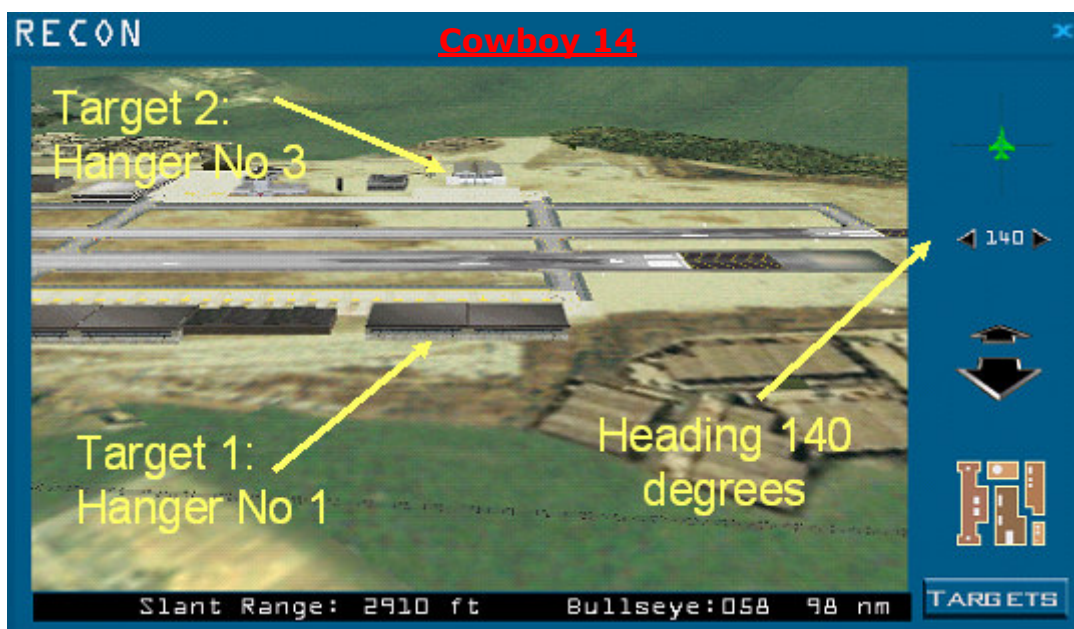 RECON
Cowboy 14
Target 2:
Hanger No 3
140
Target 1:
Hanger No 1
Heading 140
degrees
Slant Range: 2910 ft Bullseye:058 98 nm
TARGETS